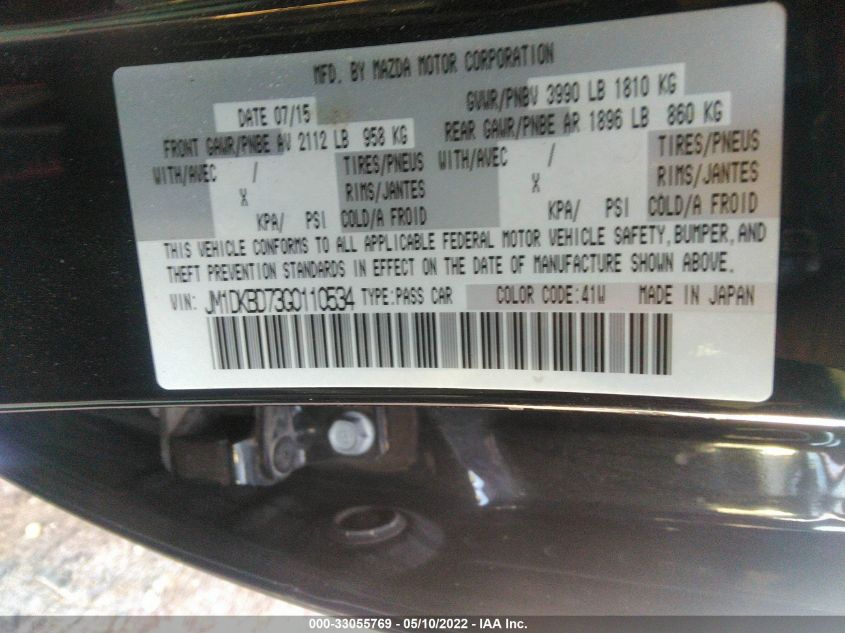 MFD. BY MAZDA MOTOR CORPORATION
DATE 07/15 GVWR/PNBV 3990 LB 1810 KG
FRONT GAWR/PNBE AV 2112 LB 958 KG REAR GAWR/PNBE AR 1896 LB 860 KG
WITH/AVEC / TIRES/PNEUS WITH/AVEC / TIRES/PNEUS
X RIMS/JANTES X RIMS/JANTES
KPA/ PSI COLD/A FROID KPA/ PSI COLD/A FROID
THIS VEHICLE CONFORMS TO ALL APPLICABLE FEDERAL MOTOR VEHICLE SAFETY, BUMPER, AND
THEFT PREVENTION STANDARDS IN EFFECT ON THE DATE OF MANUFACTURE SHOWN ABOVE.
VIN: JM1DKBD73G0110534 TYPE:PASS CAR COLOR CODE:41W MADE IN JAPAN
000-33055769 - 05/10/2022 - IAA Inc.